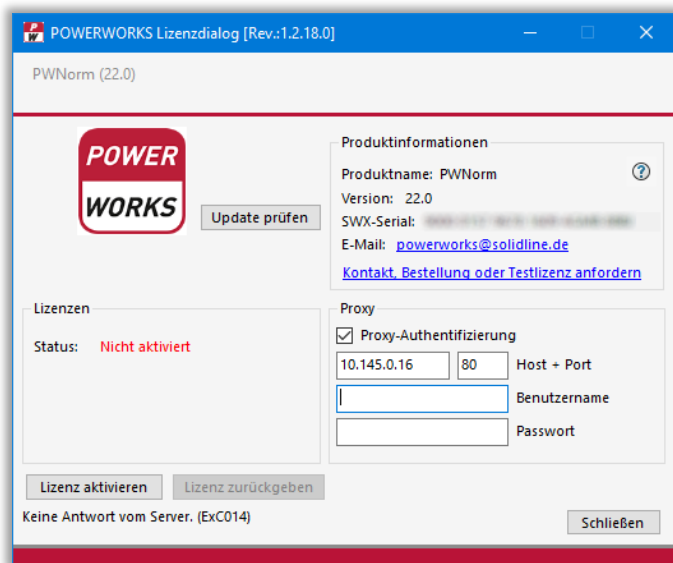 POWERWORKS Lizenzdialog [Rev.:1.2.18.0]
PWNorm (22.0)
POWER
WORKS
Update prüfen
Produktinformationen
Produktname: PWNorm
Version: 22.0
SWX-Serial:
E-Mail: powerworks@solidline.de
Kontakt, Bestellung oder Testlizenz anfordern
Lizenzen
Status: Nicht aktiviert
Proxy
Proxy-Authentifizierung
10.145.0.16 80 Host + Port
Benutzername
Passwort
Lizenz aktivieren Lizenz zurückgeben
Keine Antwort vom Server. (ExC014)
Schließen